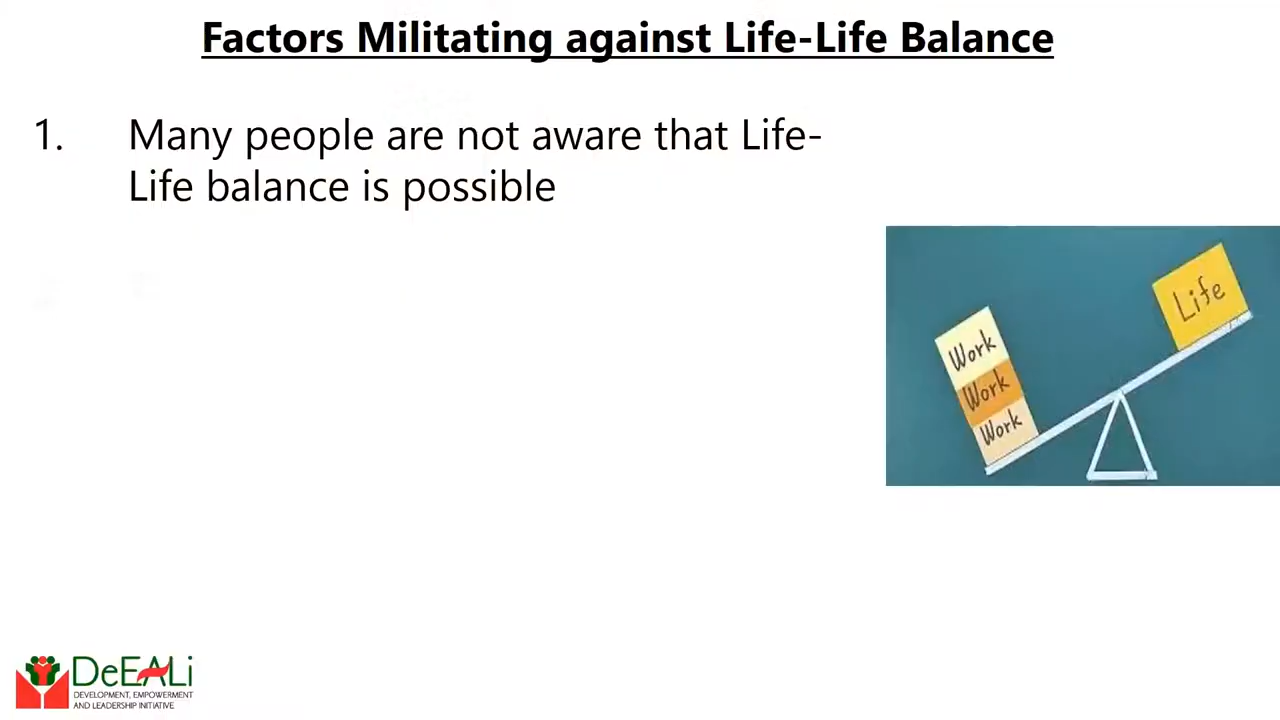 Factors Militating against Life-Life Balance
1. Many people are not aware that Life-
Life balance is possible
Life
Work
Work
Work
DeEALi
DEVELOPMENT, EMPOWERMENT
AND LEADERSHIP INITIATIVE